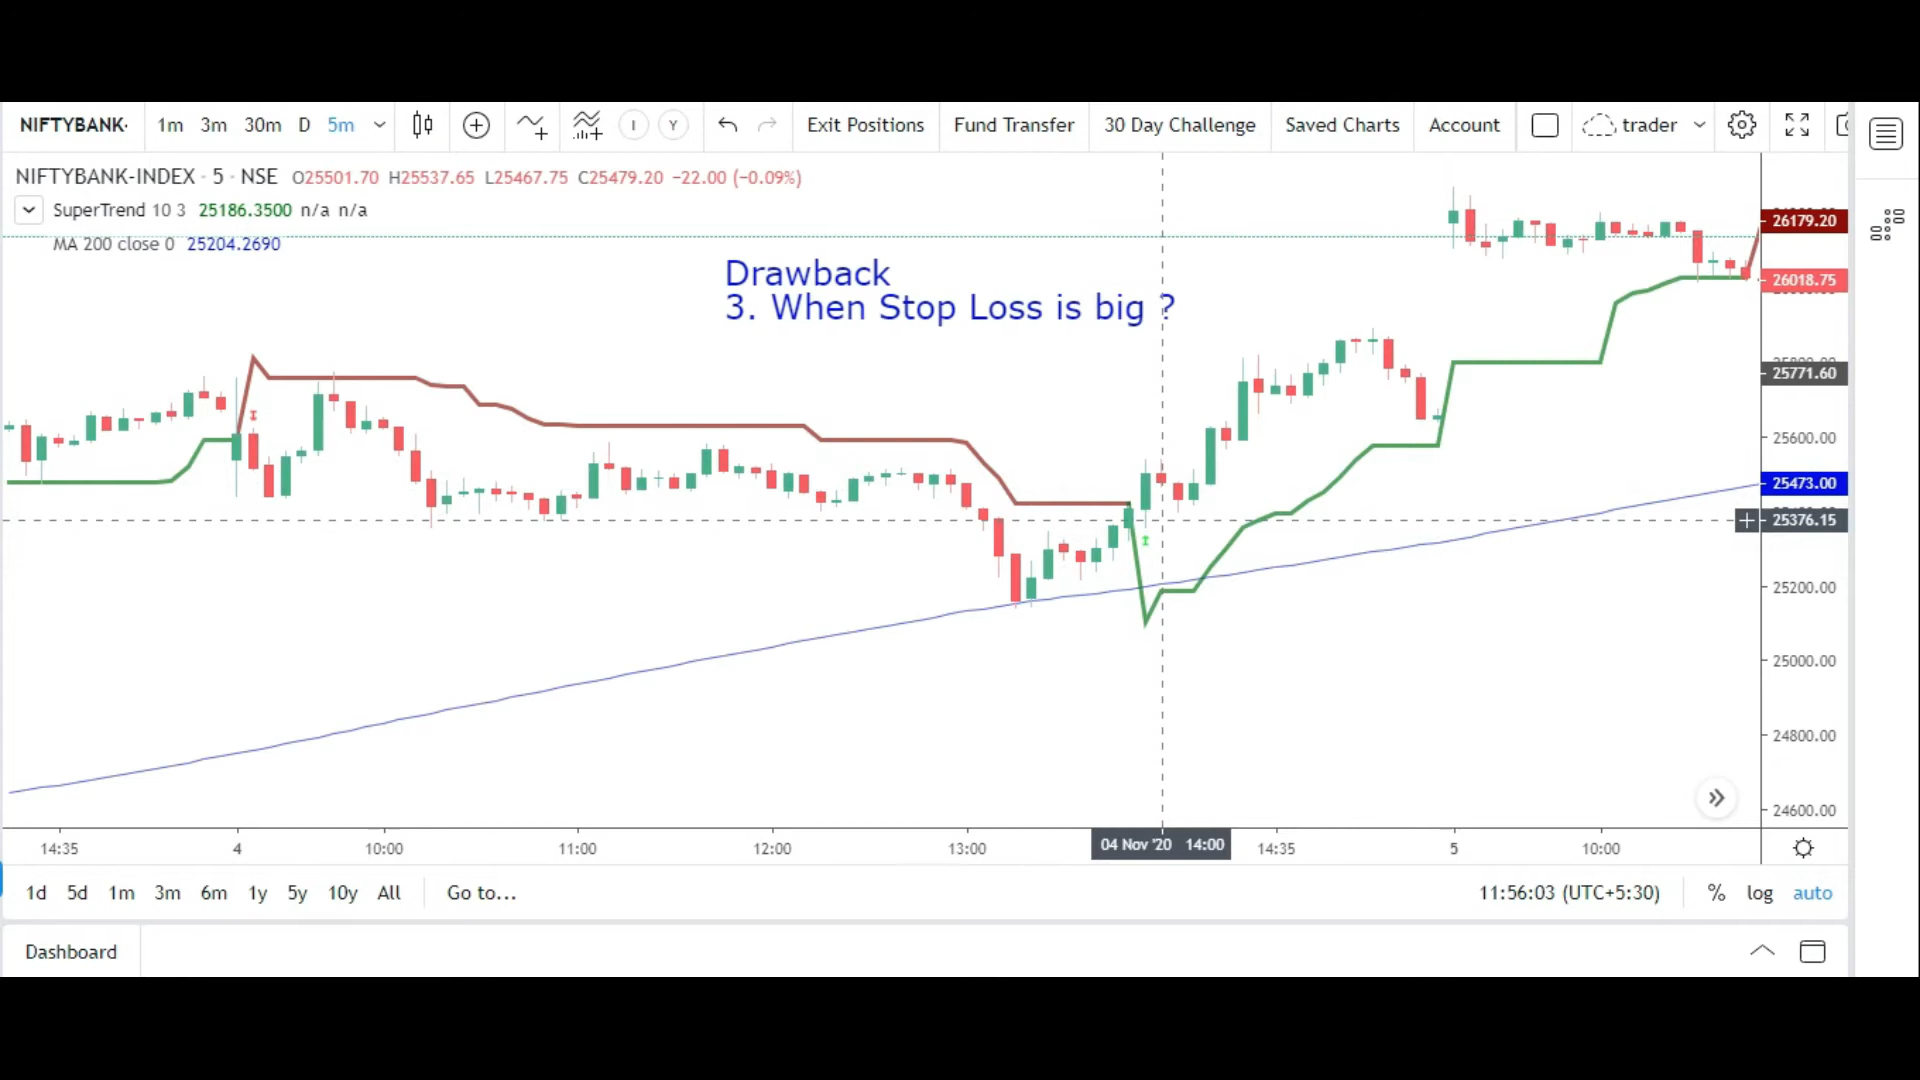 NIFTYBANK· 1m 3m 30m D 5m I Y Exit Positions Fund Transfer 30 Day Challenge Saved Charts Account trader
NIFTYBANK-INDEX · 5 · NSE O25501.70 H25537.65 L25467.75 C25479.20 −22.00 (−0.09%)
SuperTrend 10 3 25186.3500 n/a n/a
MA 200 close 0 25204.2690
Drawback
3. When Stop Loss is big ?
26179.20
26018.75
25771.60
25600.00
25473.00
25376.15
25200.00
25000.00
24800.00
24600.00
14:35 4 10:00 11:00 12:00 13:00 04 Nov '20 14:00 14:35 5 10:00
1d 5d 1m 3m 6m 1y 5y 10y All Go to... 11:56:03 (UTC+5:30) % log auto
Dashboard